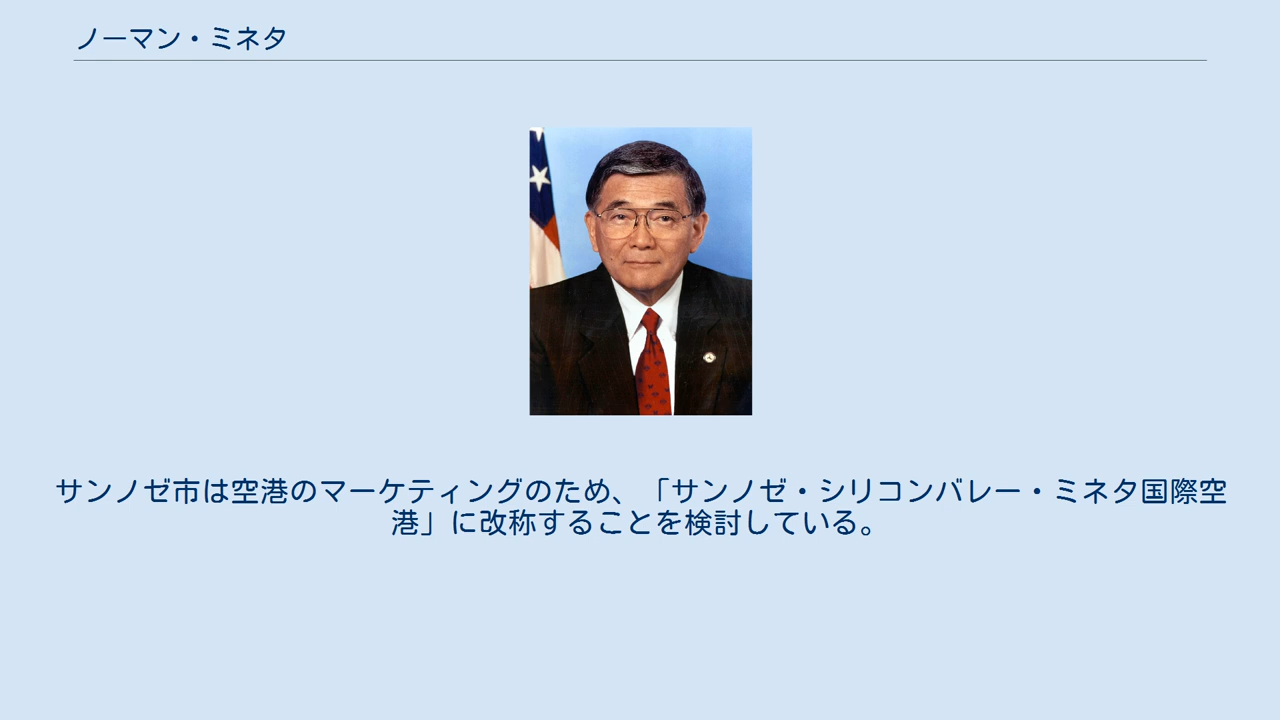 ノーマン・ミネタ
サンノゼ市は空港のマーケティングのため、「サンノゼ・シリコンバレー・ミネタ国際空
港」に改称することを検討している。